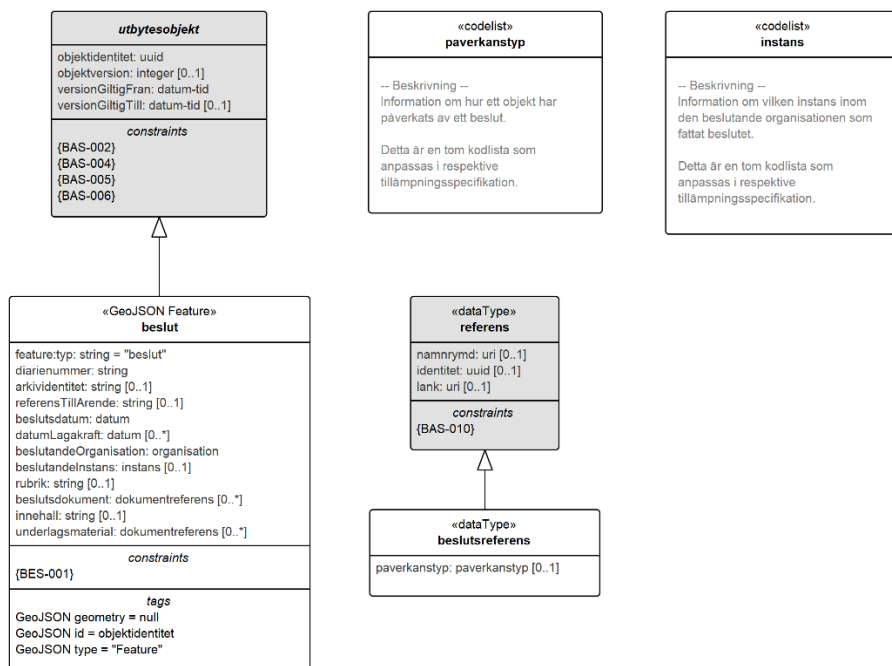 utbytesobjekt
objektidentitet: uuid
objektversion: integer [0..1]
versionGiltigFran: datum-tid
versionGiltigTill: datum-tid [0..1]
constraints
{BAS-002}
{BAS-004}
{BAS-005}
{BAS-006}
«codelist»
paverkanstyp
-- Beskrivning --
Information om hur ett objekt har
påverkats av ett beslut.
Detta är en tom kodlista som
anpassas i respektive
tillämpningsspecifikation.
«codelist»
instans
-- Beskrivning --
Information om vilken instans inom
den beslutande organisationen som
fattat beslutet.
Detta är en tom kodlista som
anpassas i respektive
tillämpningsspecifikation.
«GeoJSON Feature»
beslut
feature:typ: string = "beslut"
diarienummer: string
arkividentitet: string [0..1]
referensTillArende: string [0..1]
beslutsdatum: datum
datumLagakraft: datum [0..*]
beslutandeOrganisation: organisation
beslutandeInstans: instans [0..1]
rubrik: string [0..1]
beslutsdokument: dokumentreferens [0..*]
innehall: string [0..1]
underlagsmaterial: dokumentreferens [0..*]
constraints
{BES-001}
tags
GeoJSON geometry = null
GeoJSON id = objektidentitet
GeoJSON type = "Feature"
«dataType»
referens
namnrymd: uri [0..1]
identitet: uuid [0..1]
lank: uri [0..1]
constraints
{BAS-010}
«dataType»
beslutsreferens
paverkanstyp: paverkanstyp [0..1]